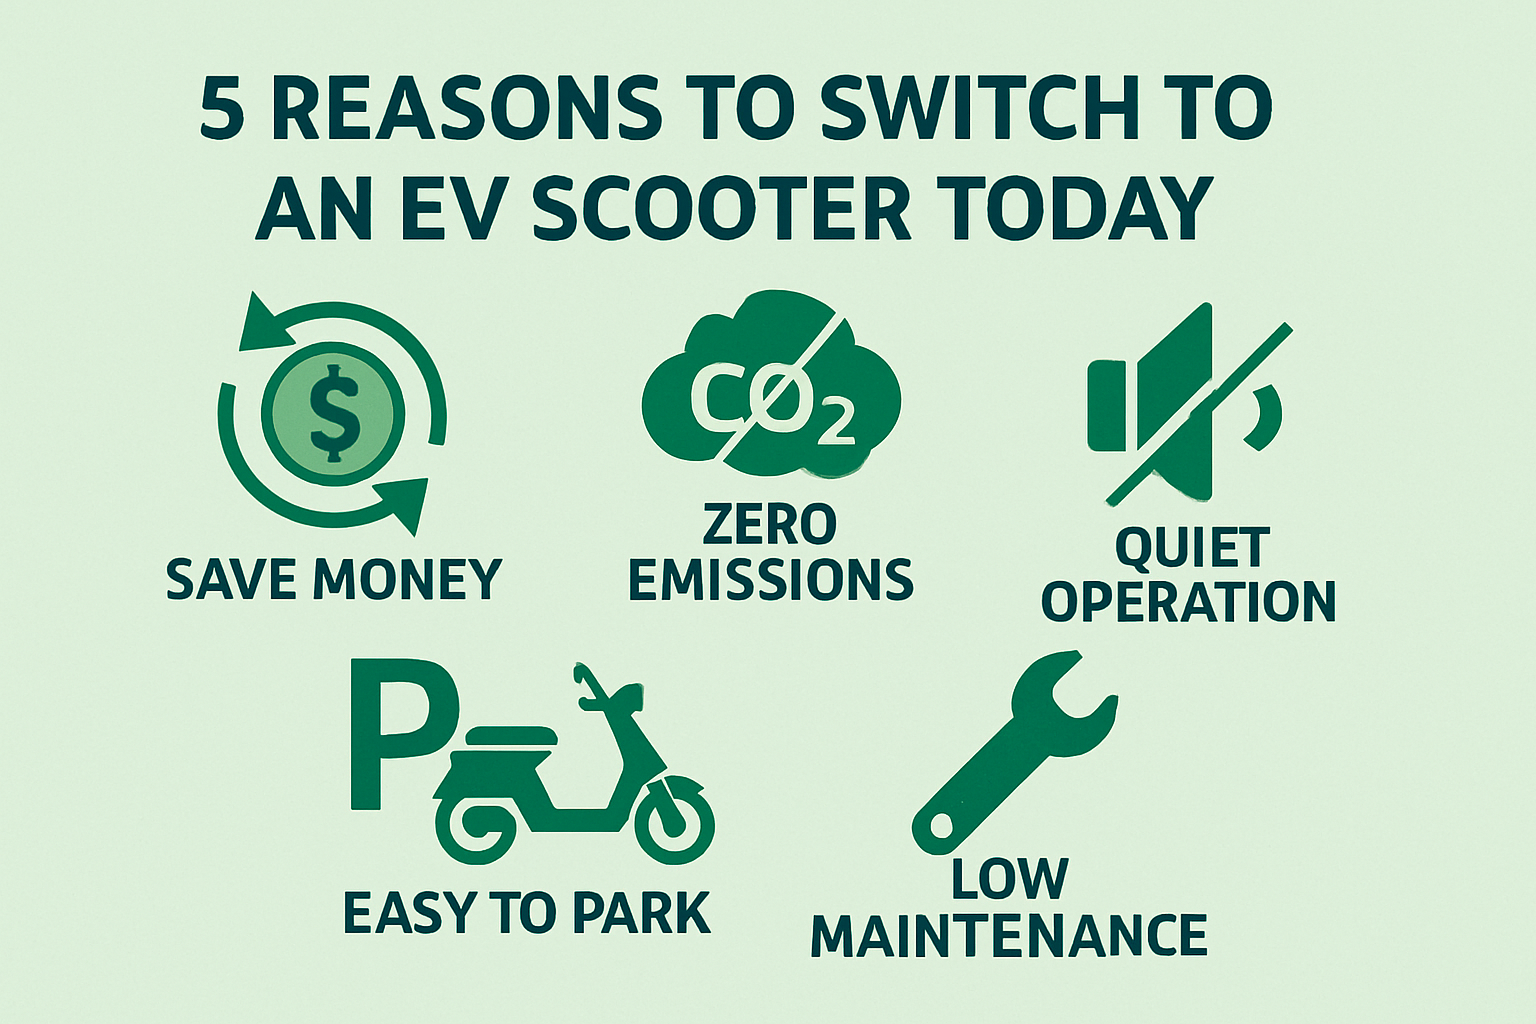 5 REASONS TO SWITCH TO
AN EV SCOOTER TODAY
$
SAVE MONEY
CO₂
ZERO
EMISSIONS
QUIET
OPERATION
P
EASY TO PARK
LOW
MAINTENANCE